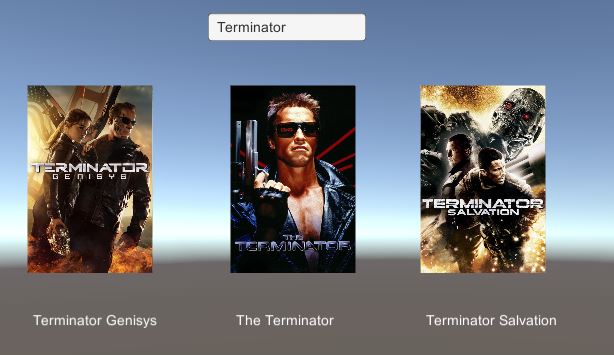 Terminator
TERMINATOR
GENISYS
THE
TERMINATOR
TERMINATOR
SALVATION
Terminator Genisys
The Terminator
Terminator Salvation